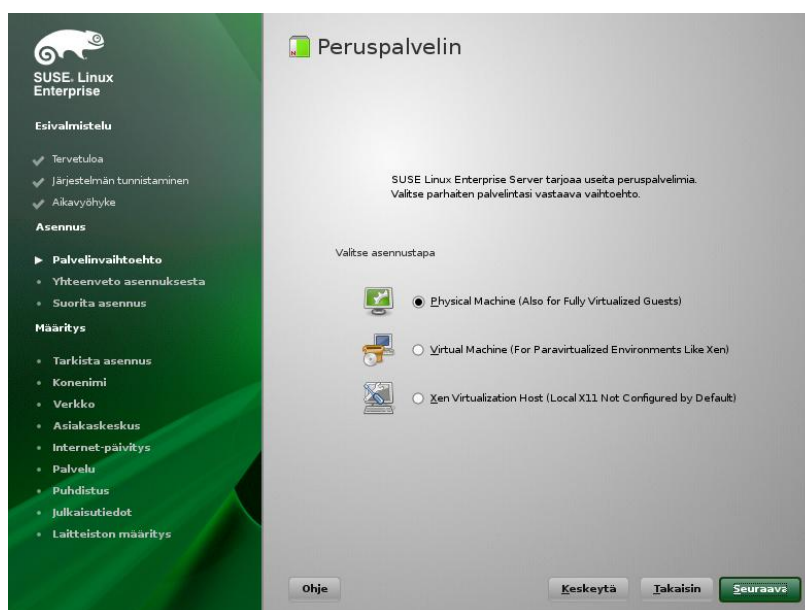 SUSE. Linux
Enterprise
Esivalmistelu
Tervetuloa
Järjestelmän tunnistaminen
Aikavyöhyke
Asennus
Palvelinvaihtoehto
Yhteenveto asennuksesta
Suorita asennus
Määritys
Tarkista asennus
Konenimi
Verkko
Asiakaskeskus
Internet-päivitys
Palvelu
Puhdistus
Julkaisutiedot
Laitteiston määritys
Peruspalvelin
SUSE Linux Enterprise Server tarjoaa useita peruspalvelimia.
Valitse parhaiten palvelintasi vastaava vaihtoehto.
Valitse asennustapa
Physical Machine (Also for Fully Virtualized Guests)
Virtual Machine (For Paravirtualized Environments Like Xen)
Xen Virtualization Host (Local X11 Not Configured by Default)
Ohje
Keskeytä
Takaisin
Seuraava